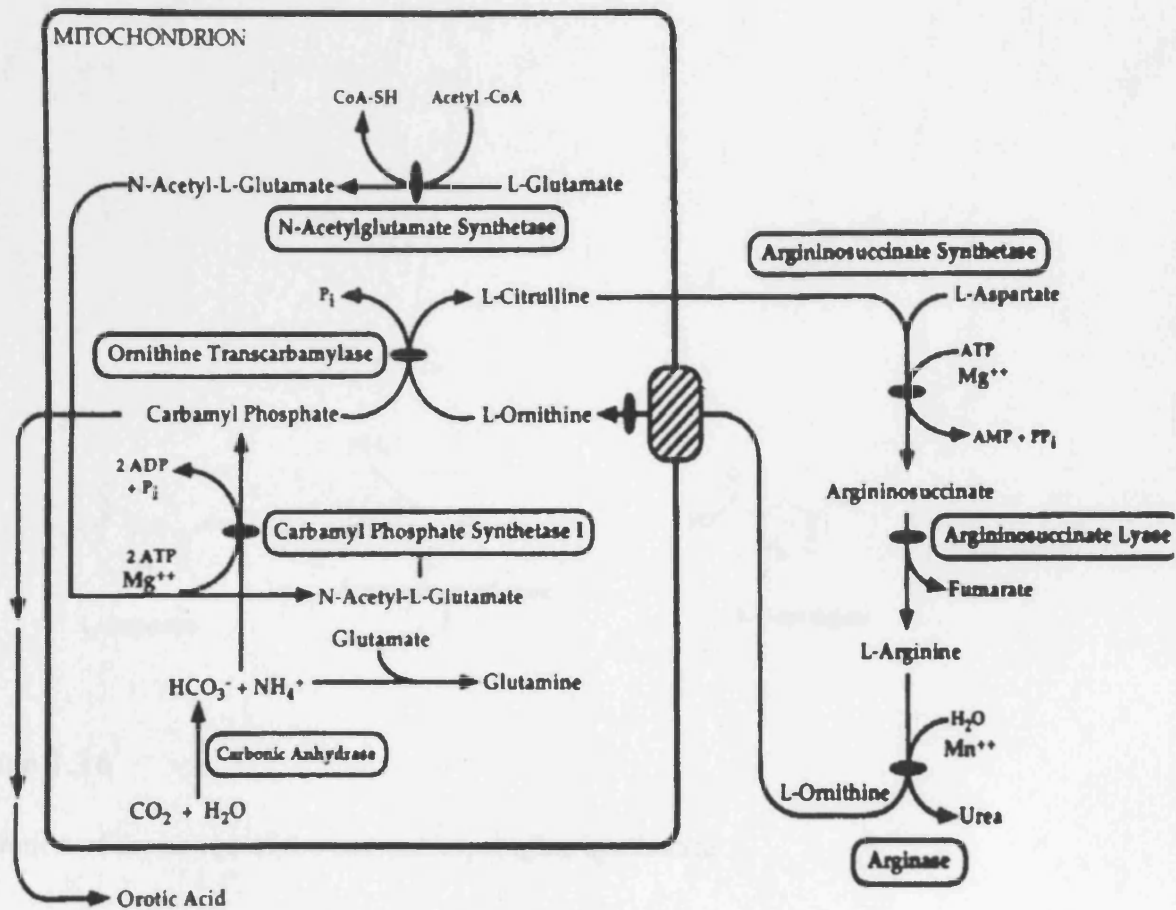 MITOCHONDRION
CoA-SH
Acetyl -CoA
N-Acetyl-L-Glutamate
L-Glutamate
N-Acetylglutamate Synthetase
Argininosuccinate Synthetase
Pi
L-Citrulline
L-Aspartate
Ornithine Transcarbamylase
ATP
Mg++
Carbamyl Phosphate
L-Ornithine
AMP + PPi
2 ADP
+ Pi
Argininosuccinate
Carbamyl Phosphate Synthetase I
Argininosuccinate Lyase
2 ATP
Mg++
N-Acetyl-L-Glutamate
Fumarate
Glutamate
L-Arginine
HCO3- + NH4+
Glutamine
H2O
Mn++
Carbonic Anhydrase
L-Ornithine
CO2 + H2O
Urea
Arginase
Orotic Acid